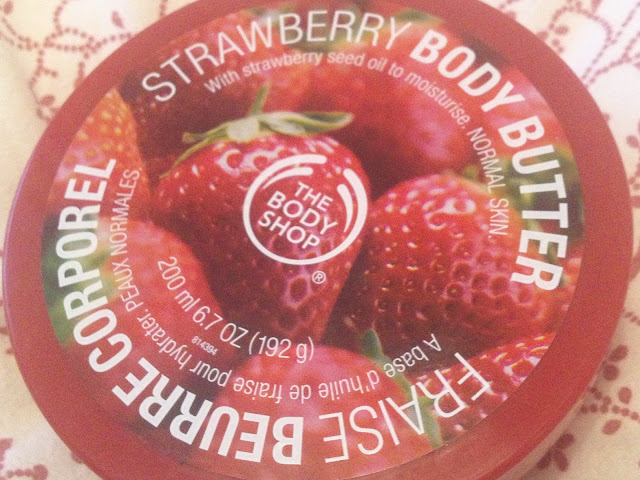 STRAWBERRY BODY BUTTER
With strawberry seed oil to moisturise. NORMAL SKIN.
THE
BODY
SHOP
®
200 ml 6.7 OZ (192 g)
814394
FRAISE BEURRE CORPOREL
A base d'huile de fraise pour hydrater. PEAUX NORMALES